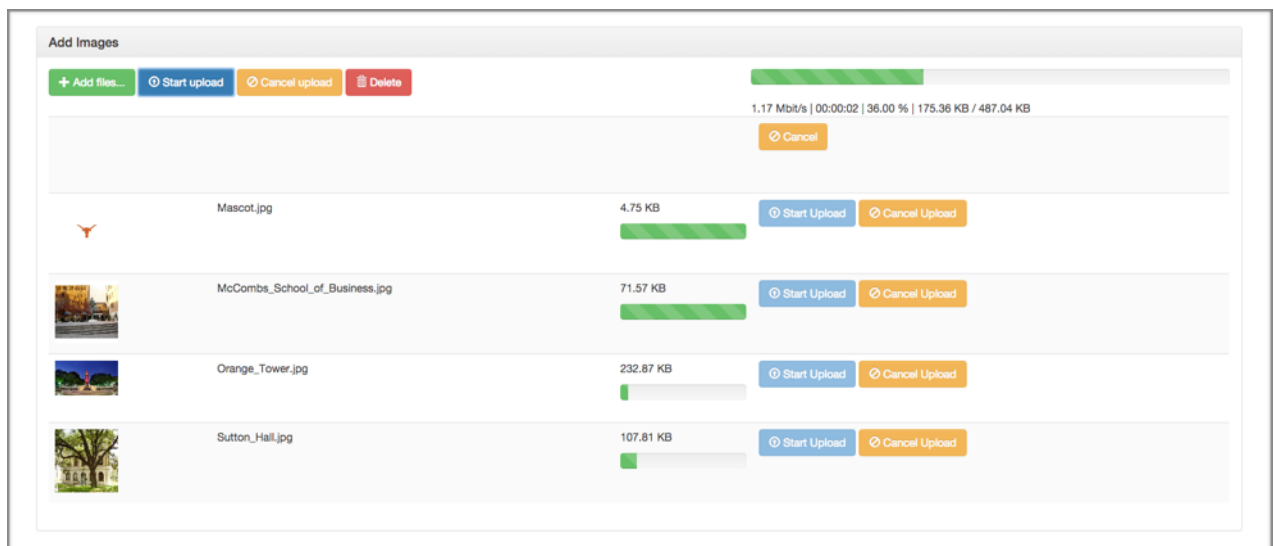 Add Images
Add files... Start upload Cancel upload Delete
1.17 Mbit/s | 00:00:02 | 36.00 % | 175.36 KB / 487.04 KB
Cancel
Mascot.jpg 4.75 KB Start Upload Cancel Upload
McCombs_School_of_Business.jpg 71.57 KB Start Upload Cancel Upload
Orange_Tower.jpg 232.87 KB Start Upload Cancel Upload
Sutton_Hall.jpg 107.81 KB Start Upload Cancel Upload